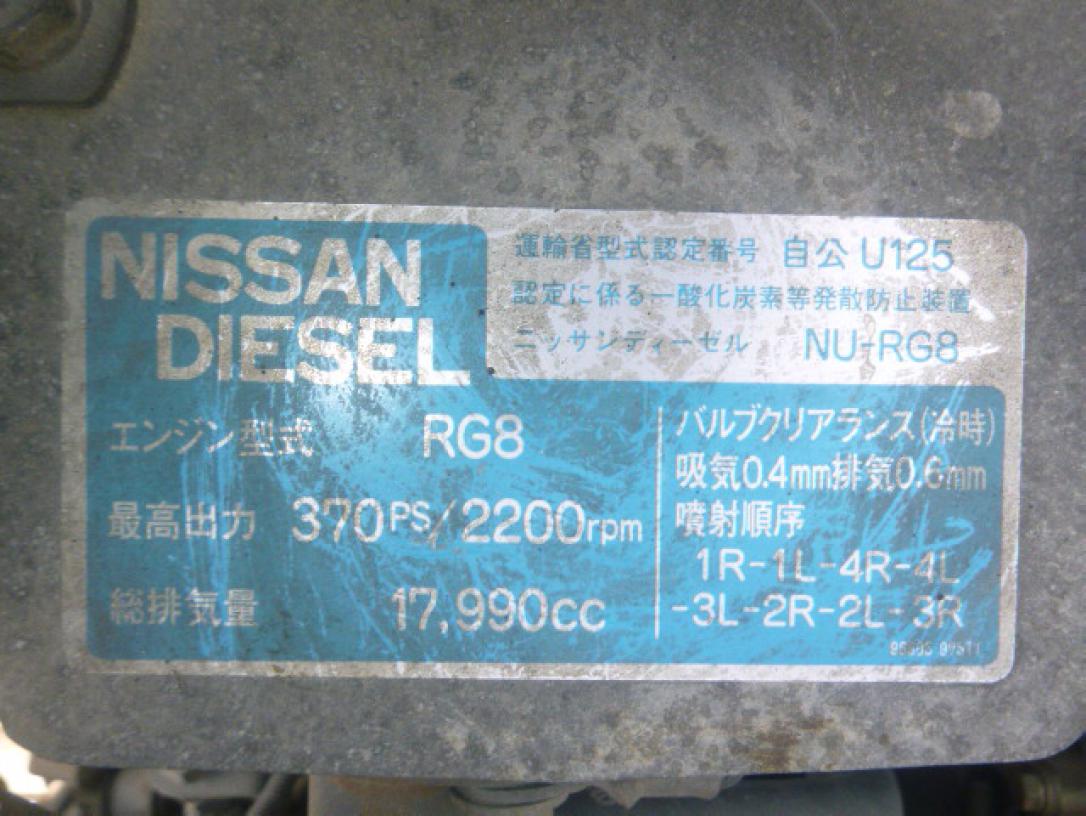 NISSAN
DIESEL
運輸省型式認定番号 自公 U125
認定に係る一酸化炭素等発散防止装置
ニッサンディーゼル NU-RG8
エンジン型式 RG8
最高出力 370PS/2200rpm
総排気量 17,990cc
バルブクリアランス(冷時)
吸気0.4mm排気0.6mm
噴射順序
1R-1L-4R-4L
-3L-2R-2L-3R